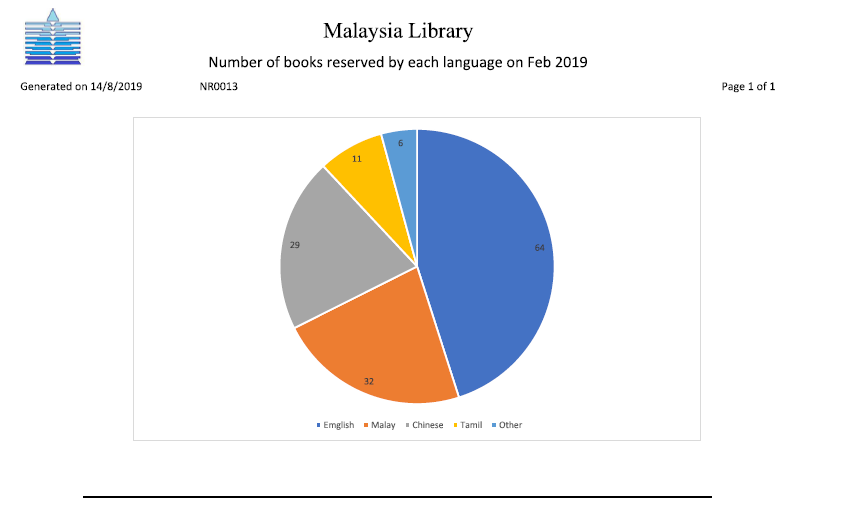 Malaysia Library
Number of books reserved by each language on Feb 2019
Generated on 14/8/2019 NR0013 Page 1 of 1
6
11
29
64
32
Emglish Malay Chinese Tamil Other